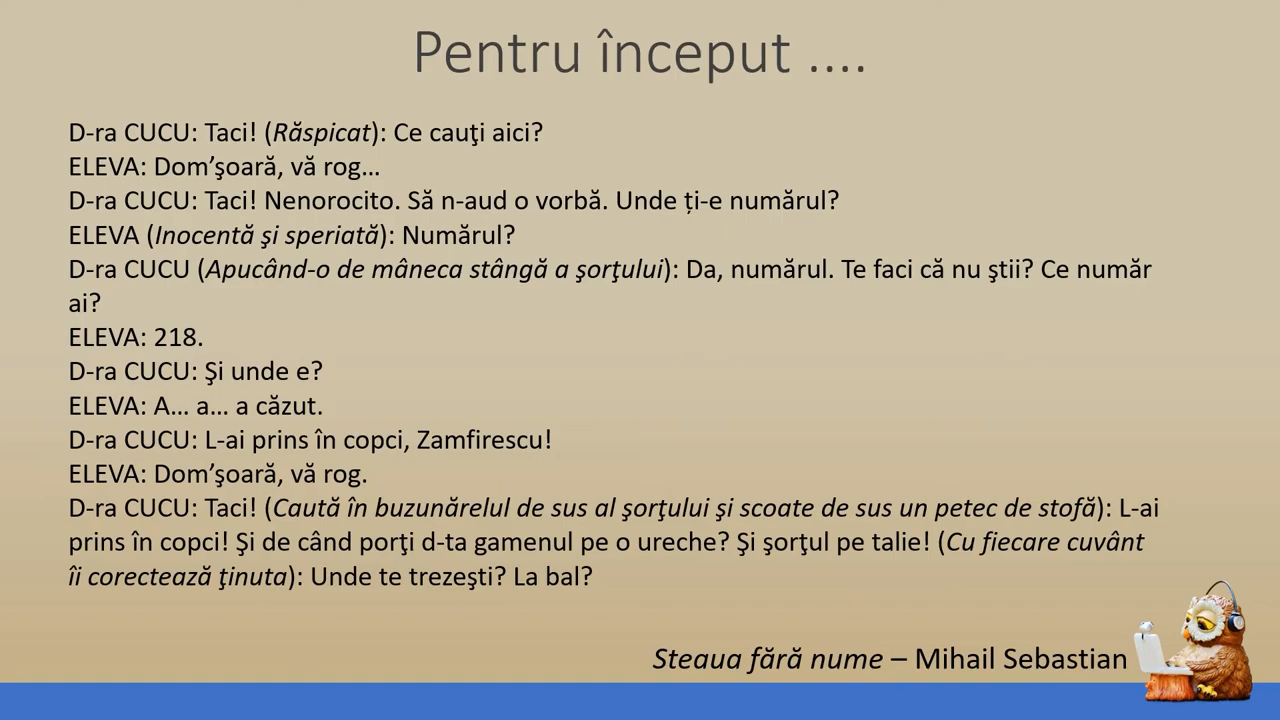 Pentru început ....
D-ra CUCU: Taci! (Răspicat): Ce cauţi aici?
ELEVA: Dom’şoară, vă rog…
D-ra CUCU: Taci! Nenorocito. Să n-aud o vorbă. Unde ți-e numărul?
ELEVA (Inocentă şi speriată): Numărul?
D-ra CUCU (Apucând-o de mâneca stângă a şorţului): Da, numărul. Te faci că nu ştii? Ce număr
ai?
ELEVA: 218.
D-ra CUCU: Şi unde e?
ELEVA: A… a… a căzut.
D-ra CUCU: L-ai prins în copci, Zamfirescu!
ELEVA: Dom’şoară, vă rog.
D-ra CUCU: Taci! (Caută în buzunărelul de sus al şorţului şi scoate de sus un petec de stofă): L-ai
prins în copci! Şi de când porţi d-ta gamenul pe o ureche? Şi şorţul pe talie! (Cu fiecare cuvânt
îi corectează ţinuta): Unde te trezeşti? La bal?
Steaua fără nume – Mihail Sebastian